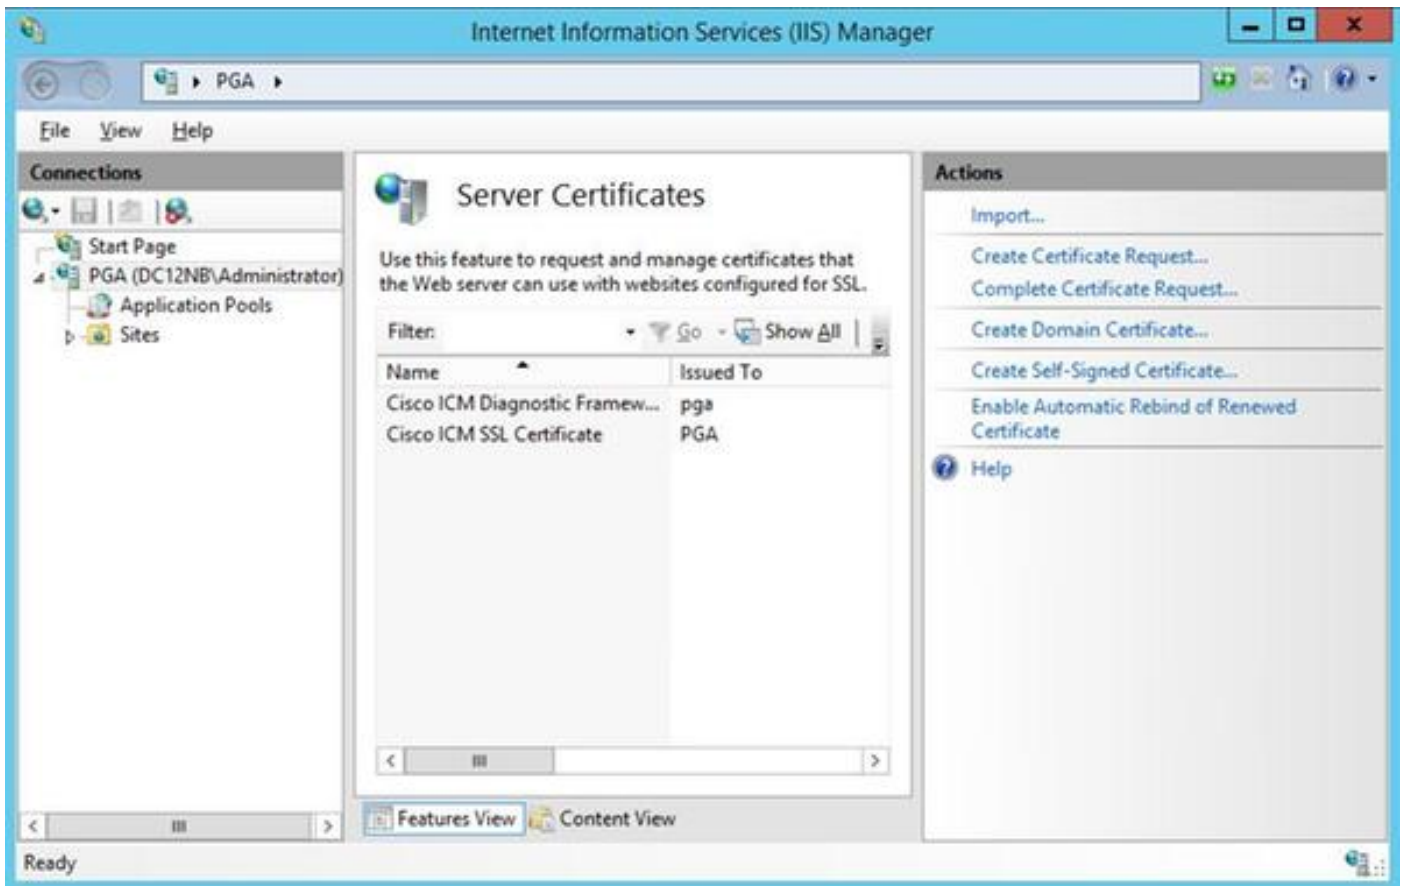 Internet Information Services (IIS) Manager
PGA
File View Help
Connections
Start Page
PGA (DC12NB\Administrator)
Application Pools
Sites
Server Certificates
Use this feature to request and manage certificates that
the Web server can use with websites configured for SSL.
Filter: Go Show All
Name Issued To
Cisco ICM Diagnostic Framew... pga
Cisco ICM SSL Certificate PGA
Features View Content View
Actions
Import...
Create Certificate Request...
Complete Certificate Request...
Create Domain Certificate...
Create Self-Signed Certificate...
Enable Automatic Rebind of Renewed
Certificate
Help
Ready